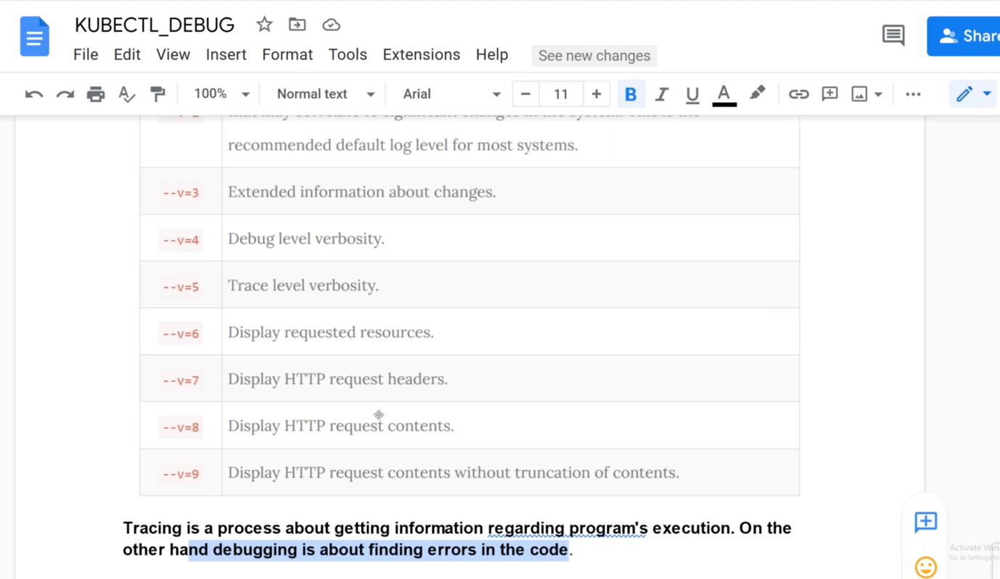 KUBECTL_DEBUG
File Edit View Insert Format Tools Extensions Help See new changes
Share
100% Normal text Arial − 11 + B I U A
recommended default log level for most systems.
--v=3 Extended information about changes.
--v=4 Debug level verbosity.
--v=5 Trace level verbosity.
--v=6 Display requested resources.
--v=7 Display HTTP request headers.
--v=8 Display HTTP request contents.
--v=9 Display HTTP request contents without truncation of contents.
Tracing is a process about getting information regarding program's execution. On the
other hand debugging is about finding errors in the code.
Activate Win
Go to Settings to